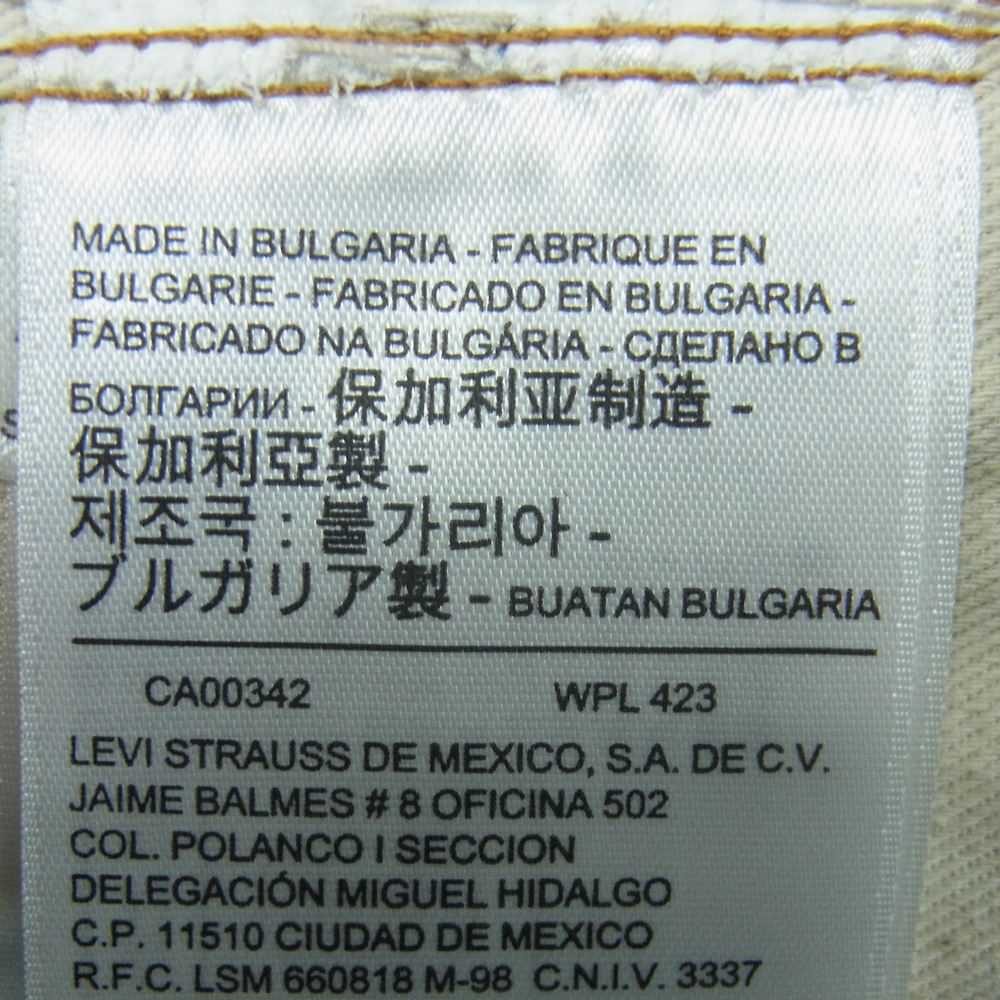 MADE IN BULGARIA - FABRIQUE EN
BULGARIE - FABRICADO EN BULGARIA -
FABRICADO NA BULGÁRIA - СДЕЛАНО В
БОЛГАРИИ - 保加利亚制造 -
保加利亞製 -
제조국 : 불가리아 -
ブルガリア製 - BUATAN BULGARIA
CA00342 WPL 423
LEVI STRAUSS DE MEXICO, S.A. DE C.V.
JAIME BALMES # 8 OFICINA 502
COL. POLANCO I SECCION
DELEGACIÓN MIGUEL HIDALGO
C.P. 11510 CIUDAD DE MEXICO
R.F.C. LSM 660818 M-98 C.N.I.V. 3337